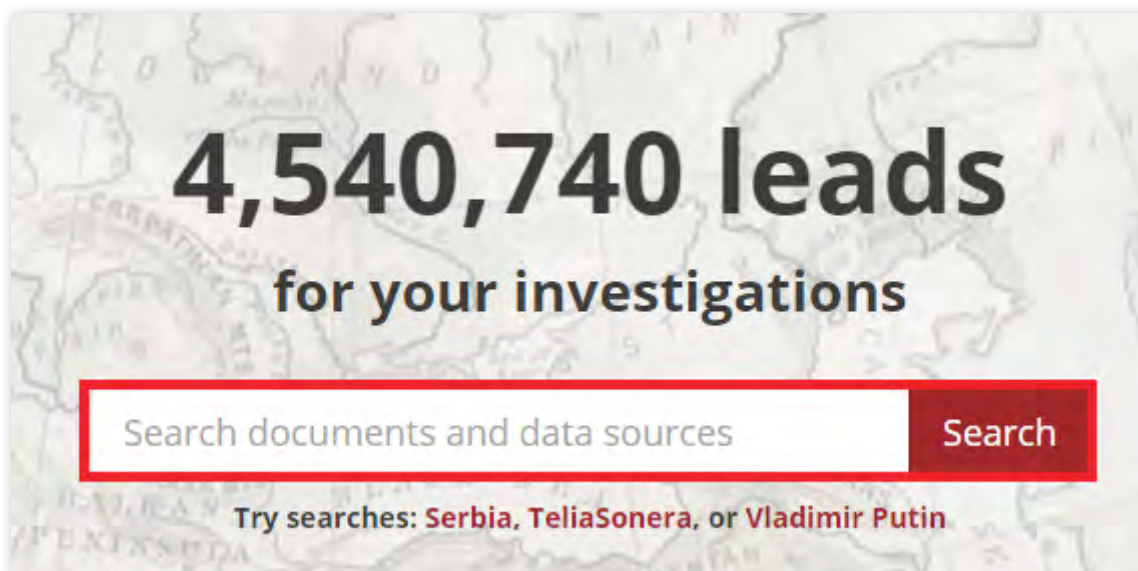 4,540,740 leads
for your investigations
Search documents and data sources Search
Try searches: Serbia, TeliaSonera, or Vladimir Putin